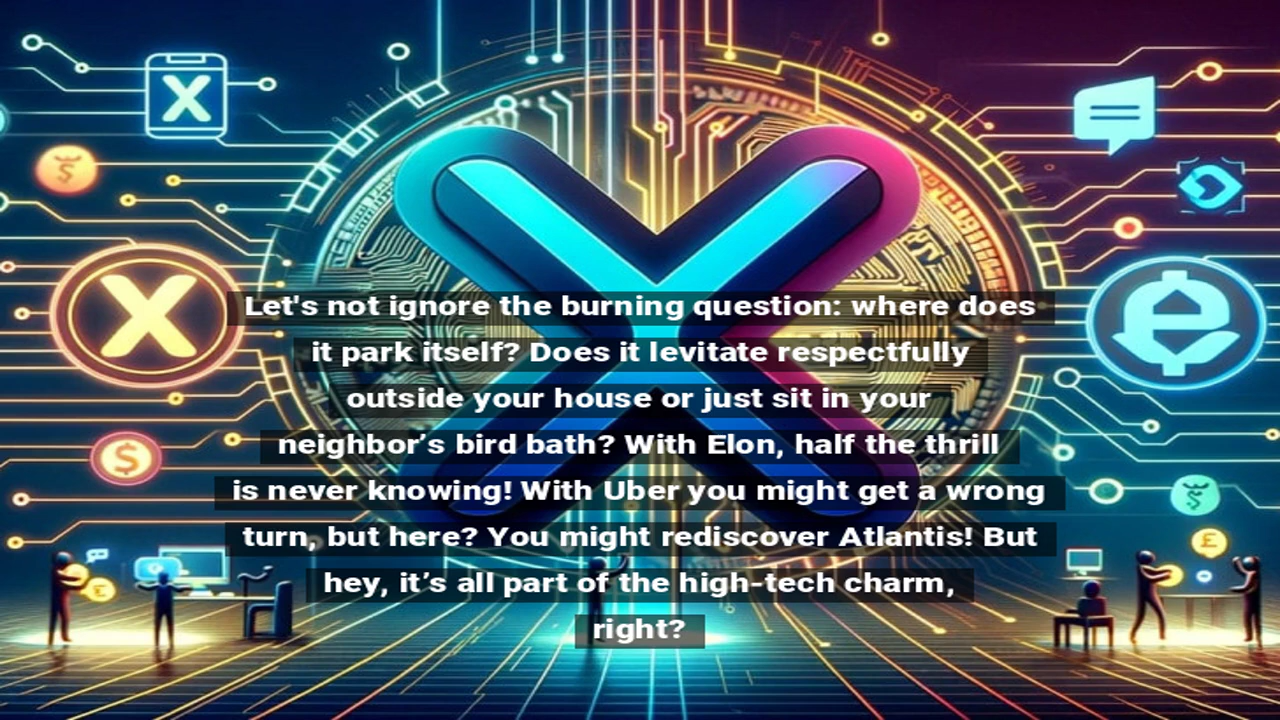 X
X
Let's not ignore the burning question: where does
it park itself? Does it levitate respectfully
outside your house or just sit in your
neighbor’s bird bath? With Elon, half the thrill
is never knowing! With Uber you might get a wrong
turn, but here? You might rediscover Atlantis! But
hey, it’s all part of the high-tech charm,
right?